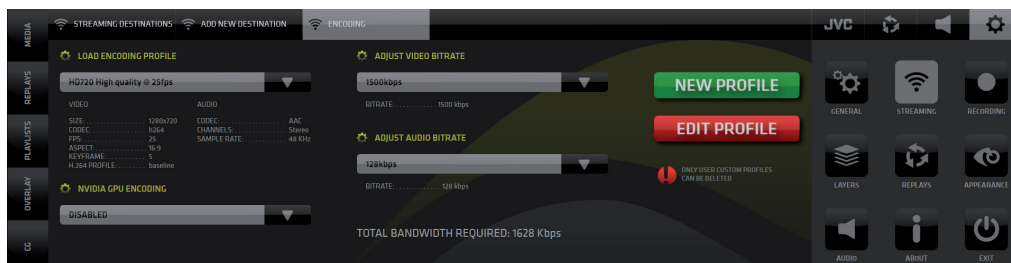 STREAMING DESTINATIONS
ADD NEW DESTINATION
ENCODING
JVC
MEDIA
REPLAYS
PLAYLISTS
OVERLAY
CG
LOAD ENCODING PROFILE
HD720 High quality @ 25fps
VIDEO
SIZE: 1280x720
CODEC: h264
FPS: 25
ASPECT: 16:9
KEYFRAME: 5
H.264 PROFILE: baseline
AUDIO
CODEC: AAC
CHANNELS: Stereo
SAMPLE RATE: 48 KHz
NVIDIA GPU ENCODING
DISABLED
ADJUST VIDEO BITRATE
1500kbps
BITRATE: 1500 kbps
ADJUST AUDIO BITRATE
128kbps
BITRATE: 128 kbps
TOTAL BANDWIDTH REQUIRED: 1628 Kbps
NEW PROFILE
EDIT PROFILE
ONLY USER CUSTOM PROFILES
CAN BE DELETED
GENERAL
STREAMING
RECORDING
LAYERS
REPLAYS
APPEARANCE
AUDIO
ABOUT
EXIT